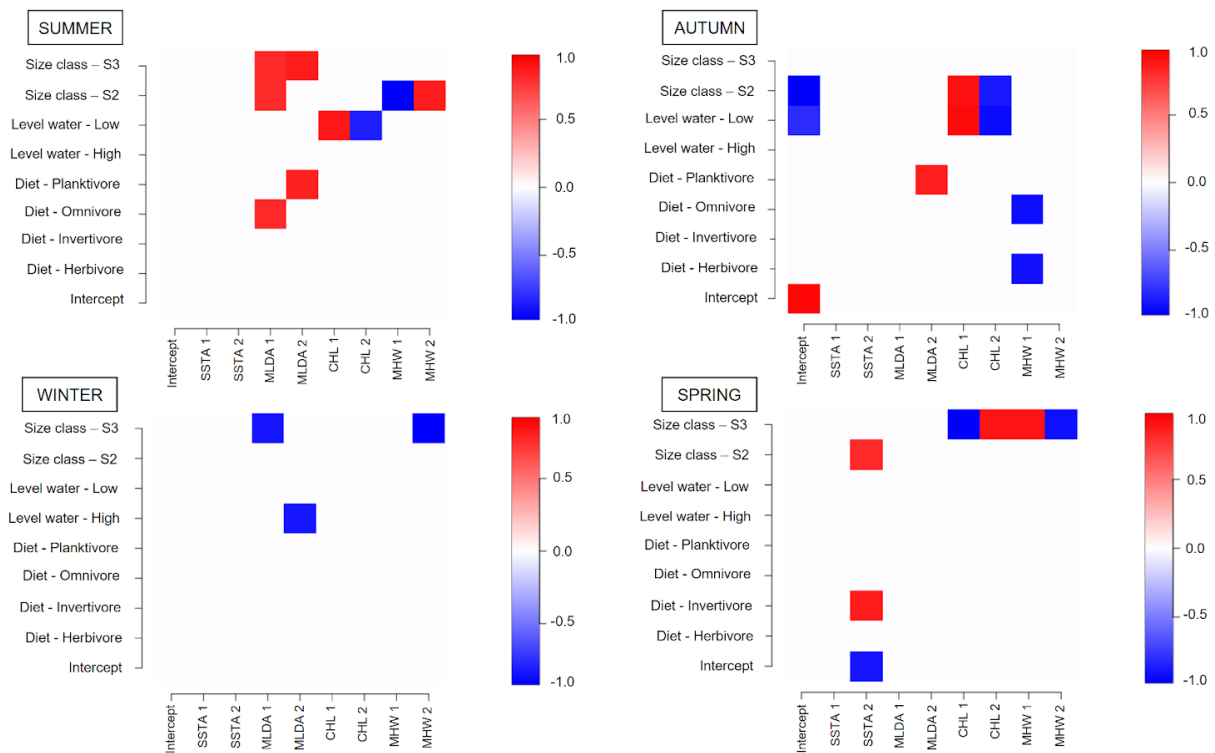 SUMMER
Size class – S3
Size class – S2
Level water - Low
Level water - High
Diet - Planktivore
Diet - Omnivore
Diet - Invertivore
Diet - Herbivore
Intercept
Intercept
SSTA 1
SSTA 2
MLDA 1
MLDA 2
CHL 1
CHL 2
MHW 1
MHW 2
1.0
0.5
0.0
-0.5
-1.0
AUTUMN
Size class – S3
Size class – S2
Level water - Low
Level water - High
Diet - Planktivore
Diet - Omnivore
Diet - Invertivore
Diet - Herbivore
Intercept
Intercept
SSTA 1
SSTA 2
MLDA 1
MLDA 2
CHL 1
CHL 2
MHW 1
MHW 2
1.0
0.5
0.0
-0.5
-1.0
WINTER
Size class – S3
Size class – S2
Level water - Low
Level water - High
Diet - Planktivore
Diet - Omnivore
Diet - Invertivore
Diet - Herbivore
Intercept
Intercept
SSTA 1
SSTA 2
MLDA 1
MLDA 2
CHL 1
CHL 2
MHW 1
MHW 2
1.0
0.5
0.0
-0.5
-1.0
SPRING
Size class – S3
Size class – S2
Level water - Low
Level water - High
Diet - Planktivore
Diet - Omnivore
Diet - Invertivore
Diet - Herbivore
Intercept
Intercept
SSTA 1
SSTA 2
MLDA 1
MLDA 2
CHL 1
CHL 2
MHW 1
MHW 2
1.0
0.5
0.0
-0.5
-1.0